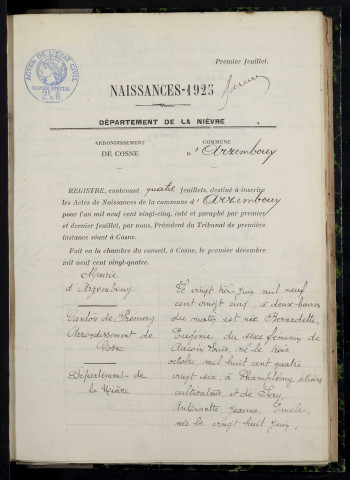 ACTES DE L'ÉTAT CIVIL
PAPIER SPÉCIAL
Premier feuillet.
NAISSANCES-1925
DÉPARTEMENT DE LA NIÈVRE
ARRONDISSEMENT
DE COSNE
COMMUNE
D'Arzembouy
REGISTRE, contenant quatre feuillets, destiné à inscrire
les Actes de Naissances de la commune d'Arzembouy
pour l'an mil neuf cent vingt-cinq, coté et paraphé par premier
et dernier feuillet, par nous, Président du Tribunal de première
instance séant à Cosne.
Fait en la chambre du conseil, à Cosne, le premier décembre
mil neuf cent vingt-quatre.
Mairie
d'Arzembouy
Canton de Prémery
Arrondissement de
Cosne
Département de
la Nièvre
Le vingt trois juin mil neuf
cent vingt cinq, à deux heures
du matin est née Bernadette,
Eugénie du sexe féminin de
Louis, né le trois
octobre, mil huit cent quatre
vingt six, à Champlémy,
cultivateur, et de
Antoinette, Jeanne,
née le vingt huit juin,